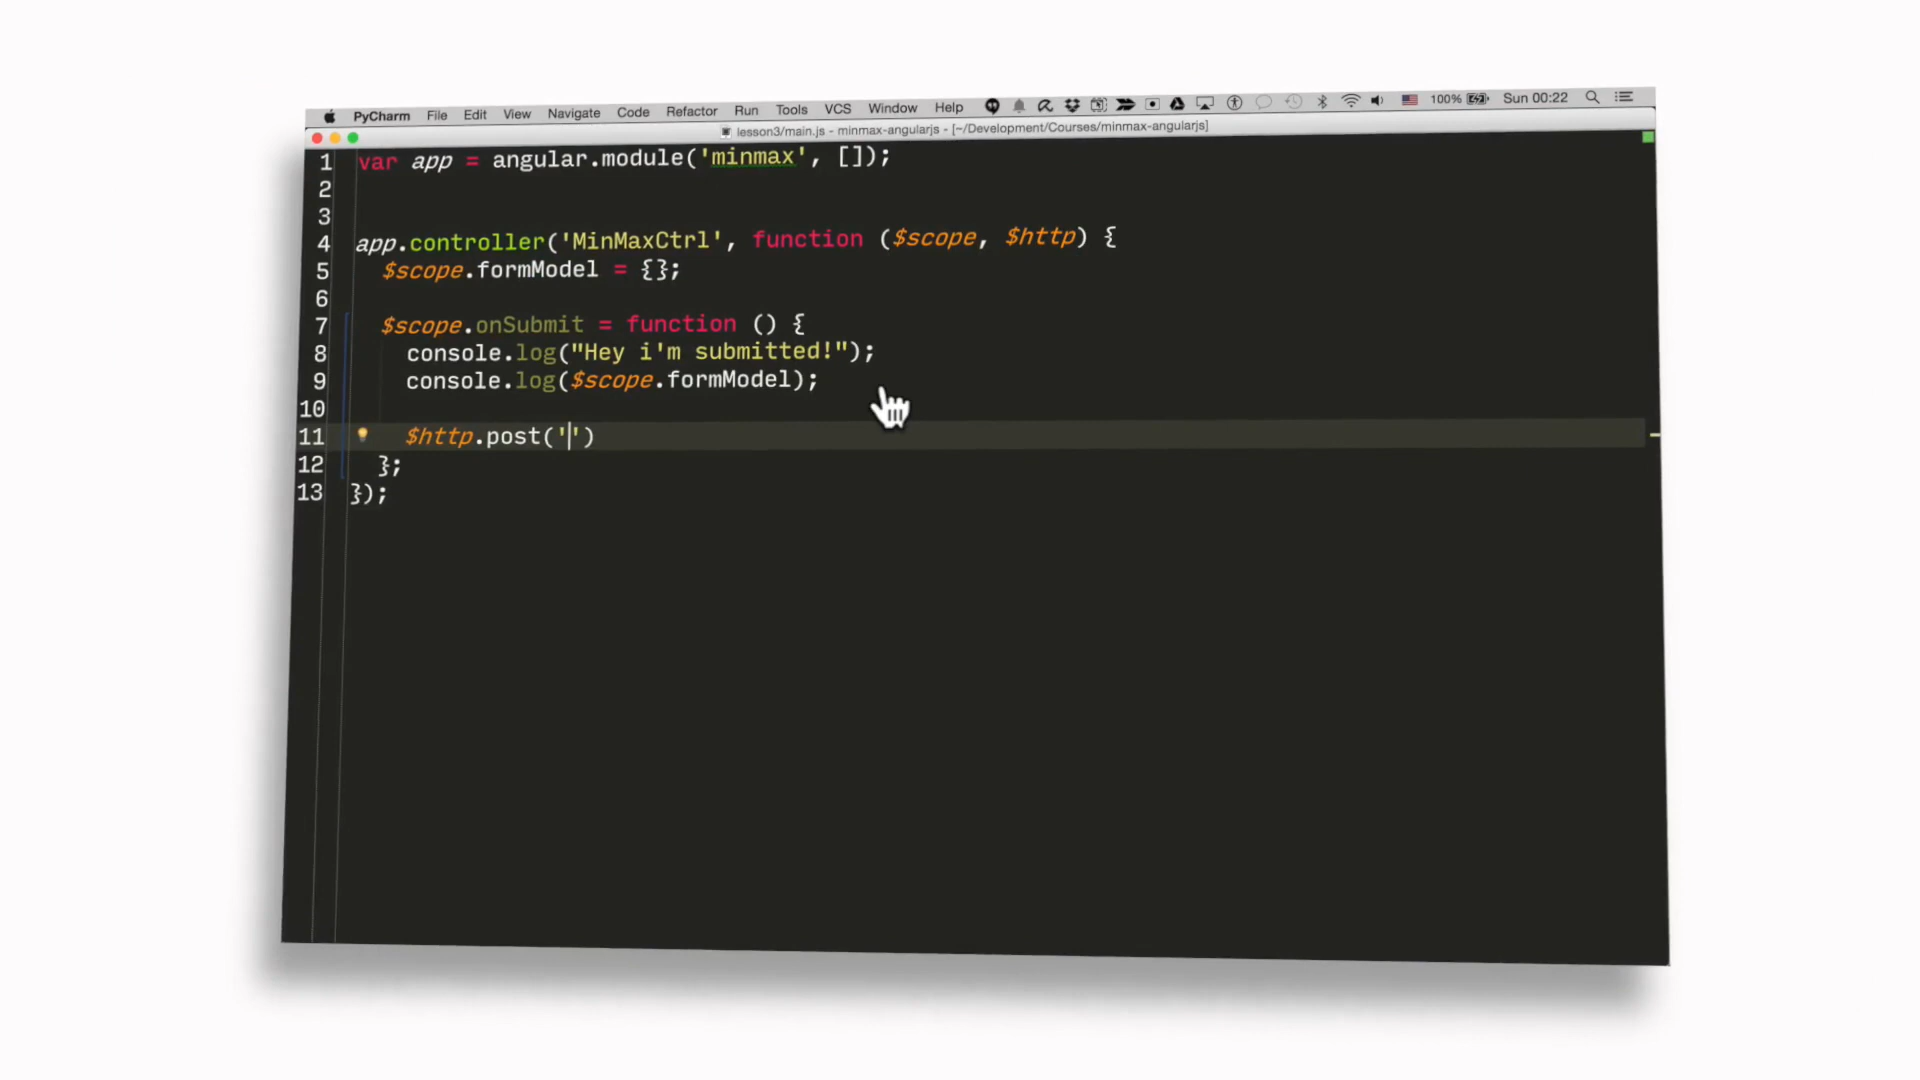 PyCharm File Edit View Navigate Code Refactor Run Tools VCS Window Help 100% Sun 00:22
lesson3/main.js - minmax-angularjs - [~/Development/Courses/minmax-angularjs]
1 var app = angular.module('minmax', []);
2
3
4 app.controller('MinMaxCtrl', function ($scope, $http) {
5 $scope.formModel = {};
6
7 $scope.onSubmit = function () {
8 console.log("Hey i'm submitted!");
9 console.log($scope.formModel);
10
11 $http.post('')
12 };
13 });